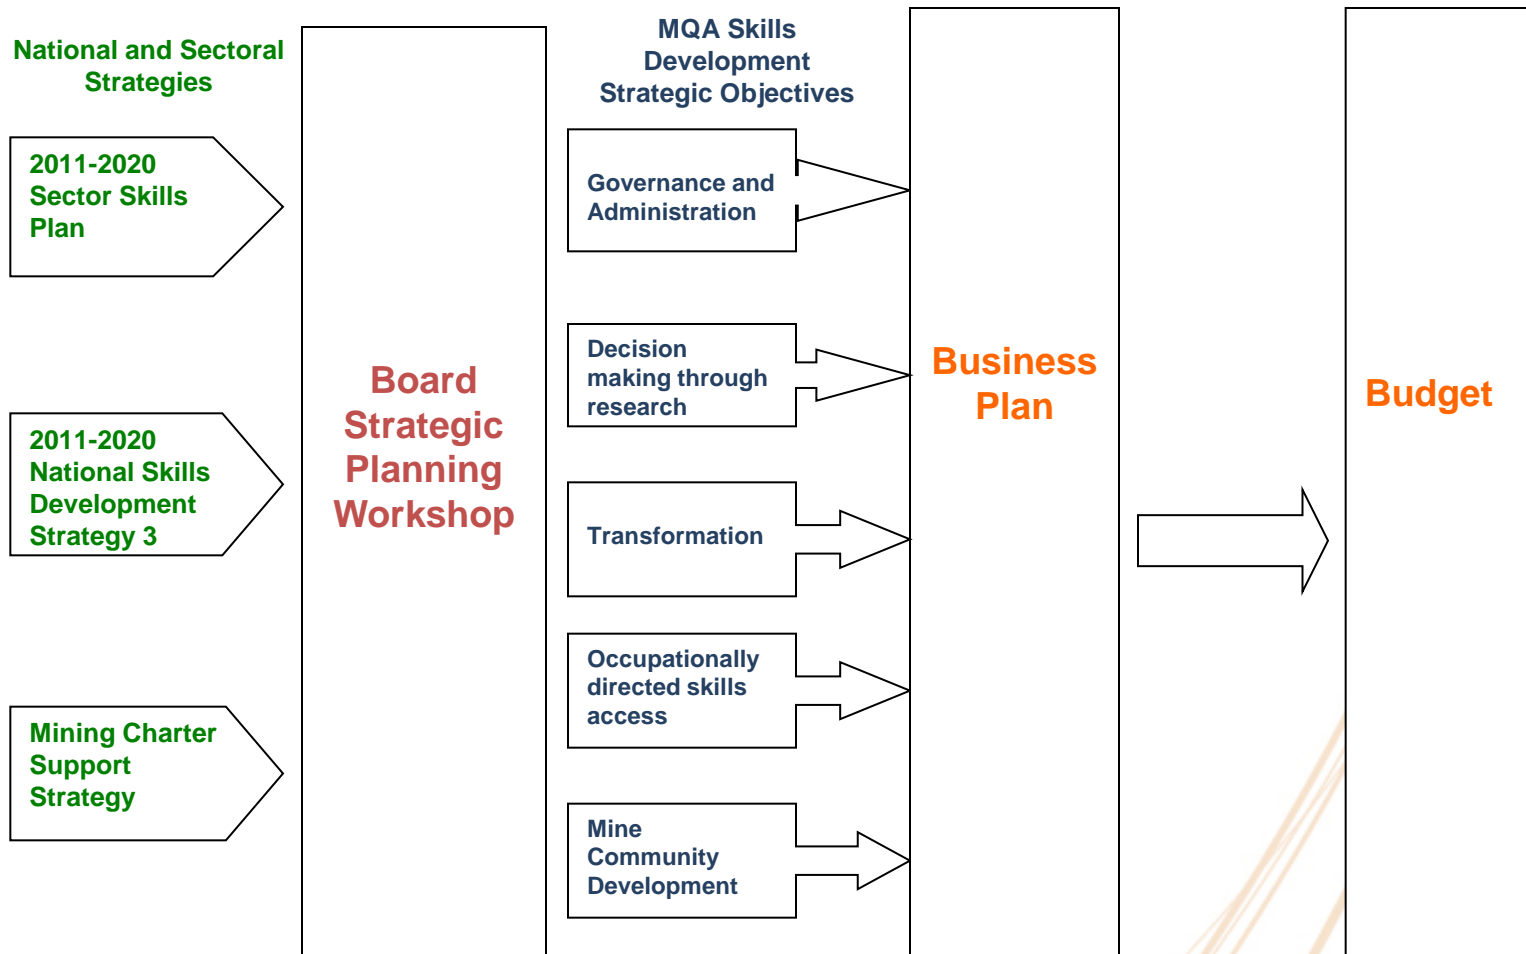 National and Sectoral
Strategies
2011-2020
Sector Skills
Plan
2011-2020
National Skills
Development
Strategy 3
Mining Charter
Support
Strategy
Board
Strategic
Planning
Workshop
MQA Skills
Development
Strategic Objectives
Governance and
Administration
Decision
making through
research
Transformation
Occupationally
directed skills
access
Mine
Community
Development
Business
Plan
Budget